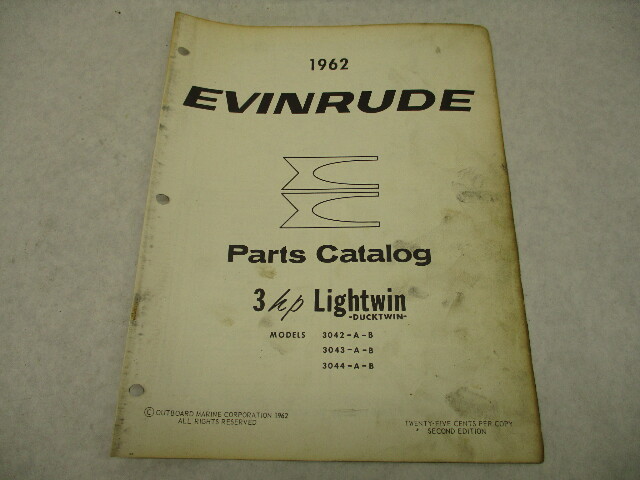 1962
EVINRUDE
Parts Catalog
3 hp Lightwin
-DUCKTWIN-
MODELS 3042-A-B
3043-A-B
3044-A-B
© OUTBOARD MARINE CORPORATION 1962
ALL RIGHTS RESERVED
TWENTY-FIVE CENTS PER COPY
SECOND EDITION